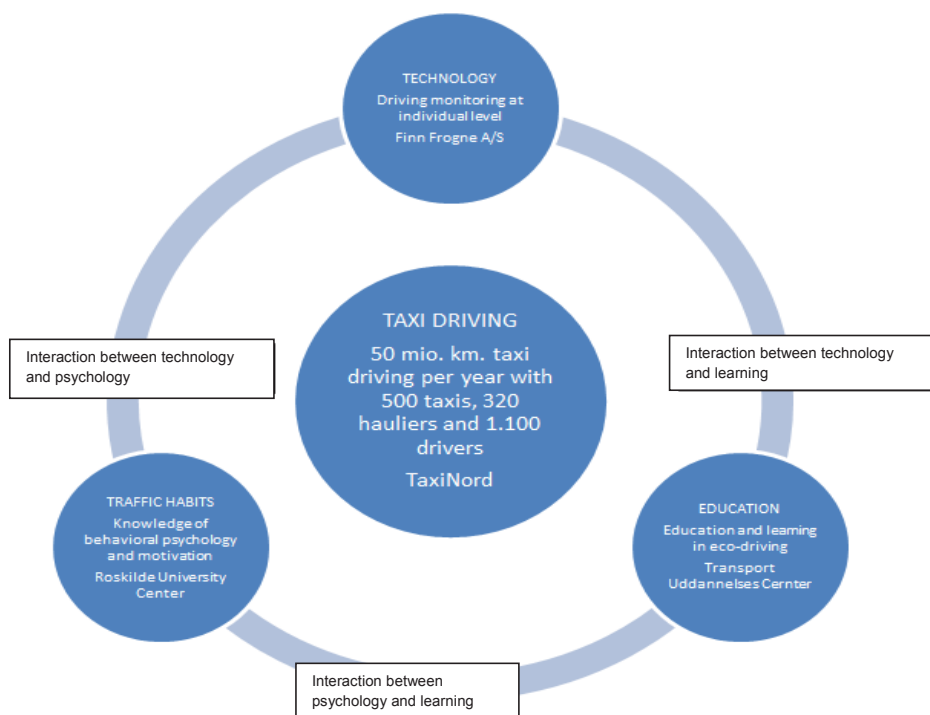 TECHNOLOGY
Driving monitoring at
individual level
Finn Frogne A/S
TAXI DRIVING
50 mio. km. taxi
driving per year with
500 taxis, 320
hauliers and 1.100
drivers
TaxiNord
Interaction between technology
and psychology
Interaction between technology
and learning
TRAFFIC HABITS
Knowledge of
behavioral psychology
and motivation
Roskilde University
Center
EDUCATION
Education and learning
in eco-driving
Transport
Uddannelses Cernter
Interaction between
psychology and learning